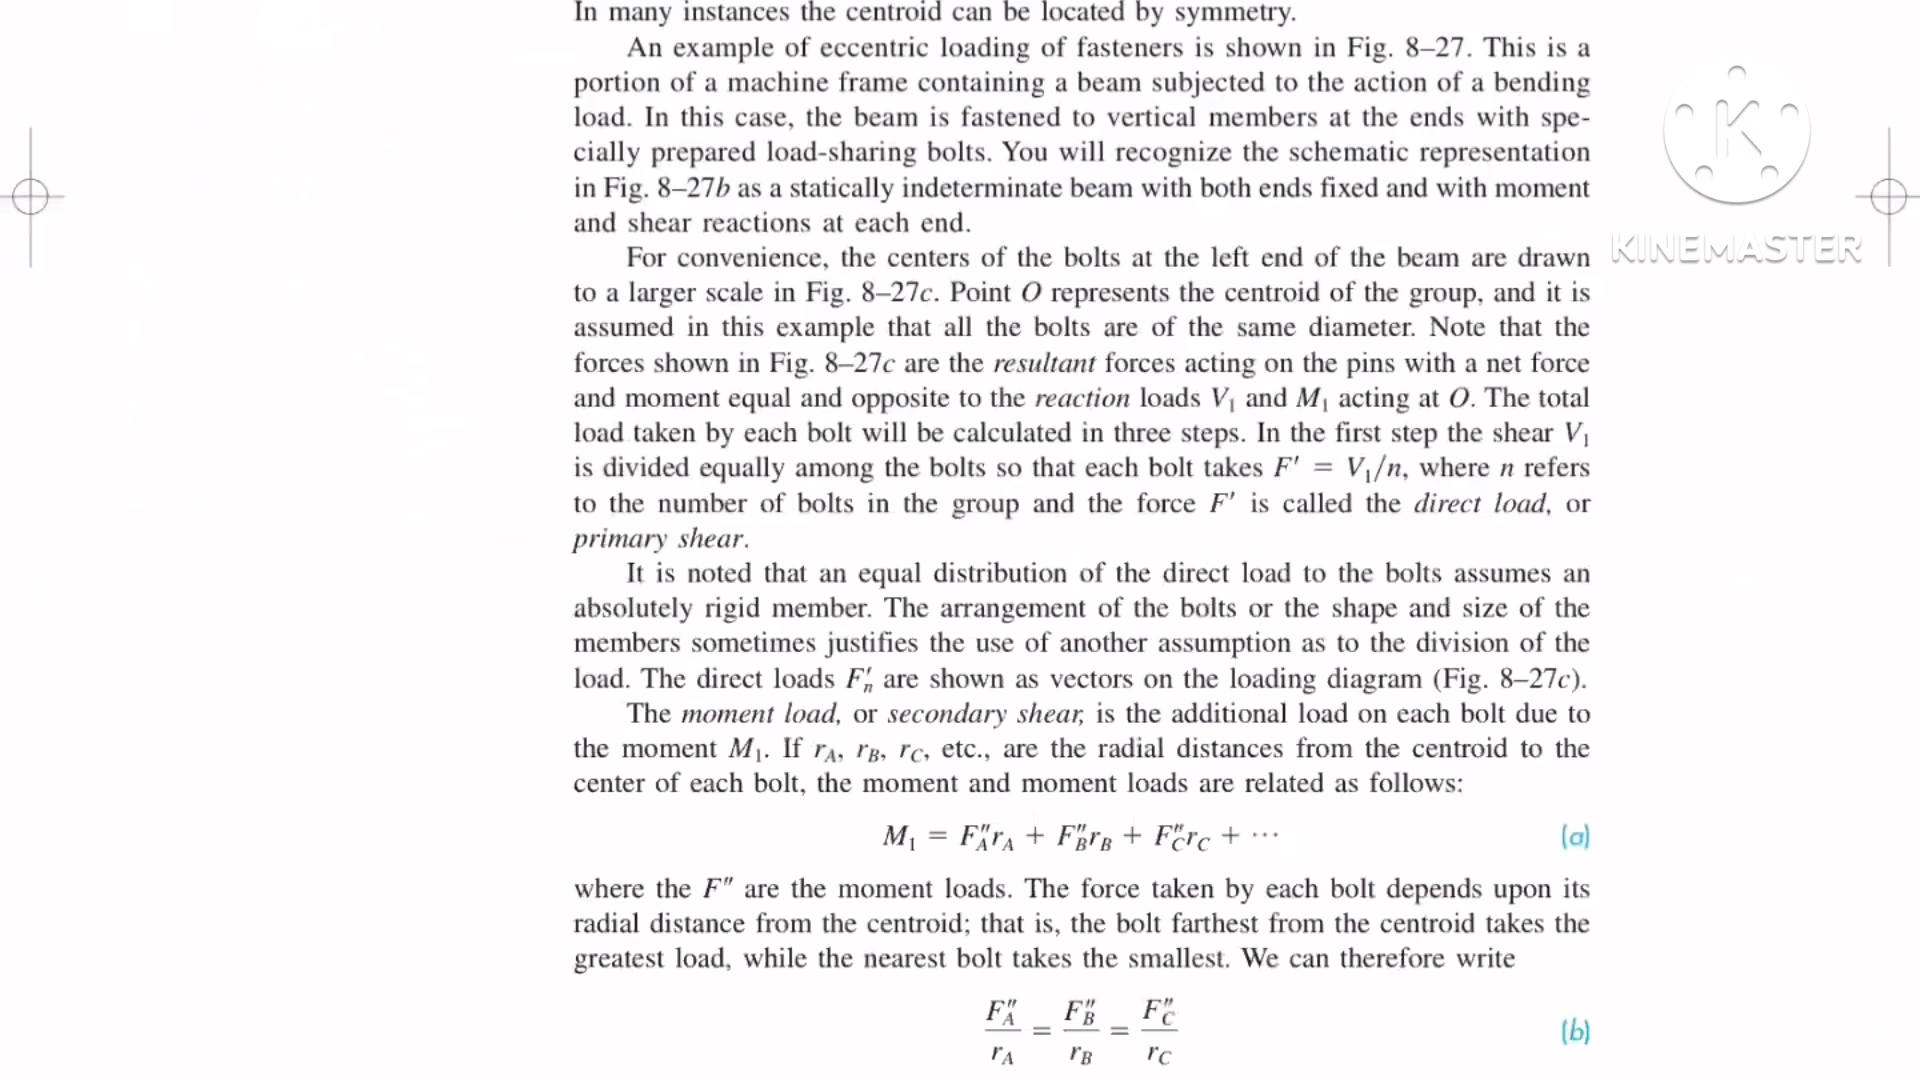 In many instances the centroid can be located by symmetry.
An example of eccentric loading of fasteners is shown in Fig. 8–27. This is a
portion of a machine frame containing a beam subjected to the action of a bending
load. In this case, the beam is fastened to vertical members at the ends with spe-
cially prepared load-sharing bolts. You will recognize the schematic representation
in Fig. 8–27b as a statically indeterminate beam with both ends fixed and with moment
and shear reactions at each end.
For convenience, the centers of the bolts at the left end of the beam are drawn
to a larger scale in Fig. 8–27c. Point O represents the centroid of the group, and it is
assumed in this example that all the bolts are of the same diameter. Note that the
forces shown in Fig. 8–27c are the resultant forces acting on the pins with a net force
and moment equal and opposite to the reaction loads V₁ and M₁ acting at O. The total
load taken by each bolt will be calculated in three steps. In the first step the shear V₁
is divided equally among the bolts so that each bolt takes F′ = V₁/n, where n refers
to the number of bolts in the group and the force F′ is called the direct load, or
primary shear.
It is noted that an equal distribution of the direct load to the bolts assumes an
absolutely rigid member. The arrangement of the bolts or the shape and size of the
members sometimes justifies the use of another assumption as to the division of the
load. The direct loads F′ₙ are shown as vectors on the loading diagram (Fig. 8–27c).
The moment load, or secondary shear, is the additional load on each bolt due to
the moment M₁. If r_A, r_B, r_C, etc., are the radial distances from the centroid to the
center of each bolt, the moment and moment loads are related as follows:
M₁ = F″_A r_A + F″_B r_B + F″_C r_C + ··· (a)
where the F″ are the moment loads. The force taken by each bolt depends upon its
radial distance from the centroid; that is, the bolt farthest from the centroid takes the
greatest load, while the nearest bolt takes the smallest. We can therefore write
F″_A/r_A = F″_B/r_B = F″_C/r_C (b)
K
KINEMASTER